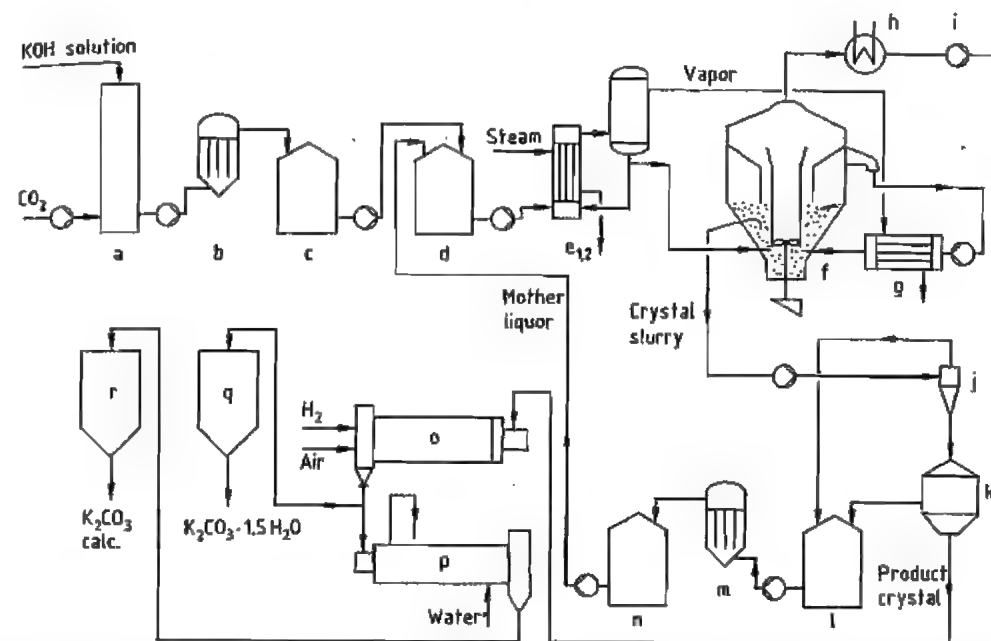 KOH solution
CO₂
a
b
c
d
Steam
e₁,₂
Vapor
h
i
f
g
Mother
liquor
Crystal
slurry
j
k
r
q
H₂
Air
o
K₂CO₃
calc.
K₂CO₃·1.5 H₂O
p
Water
n
m
l
Product
crystal